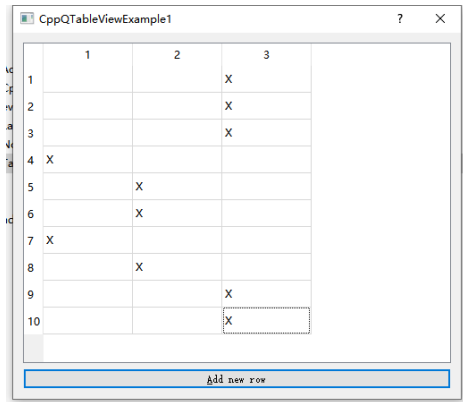 CppQTableViewExample1 ?
1 2 3
1 X
2 X
3 X
4 X
5 X
6 X
7 X
8 X
9 X
10 X
Add new row